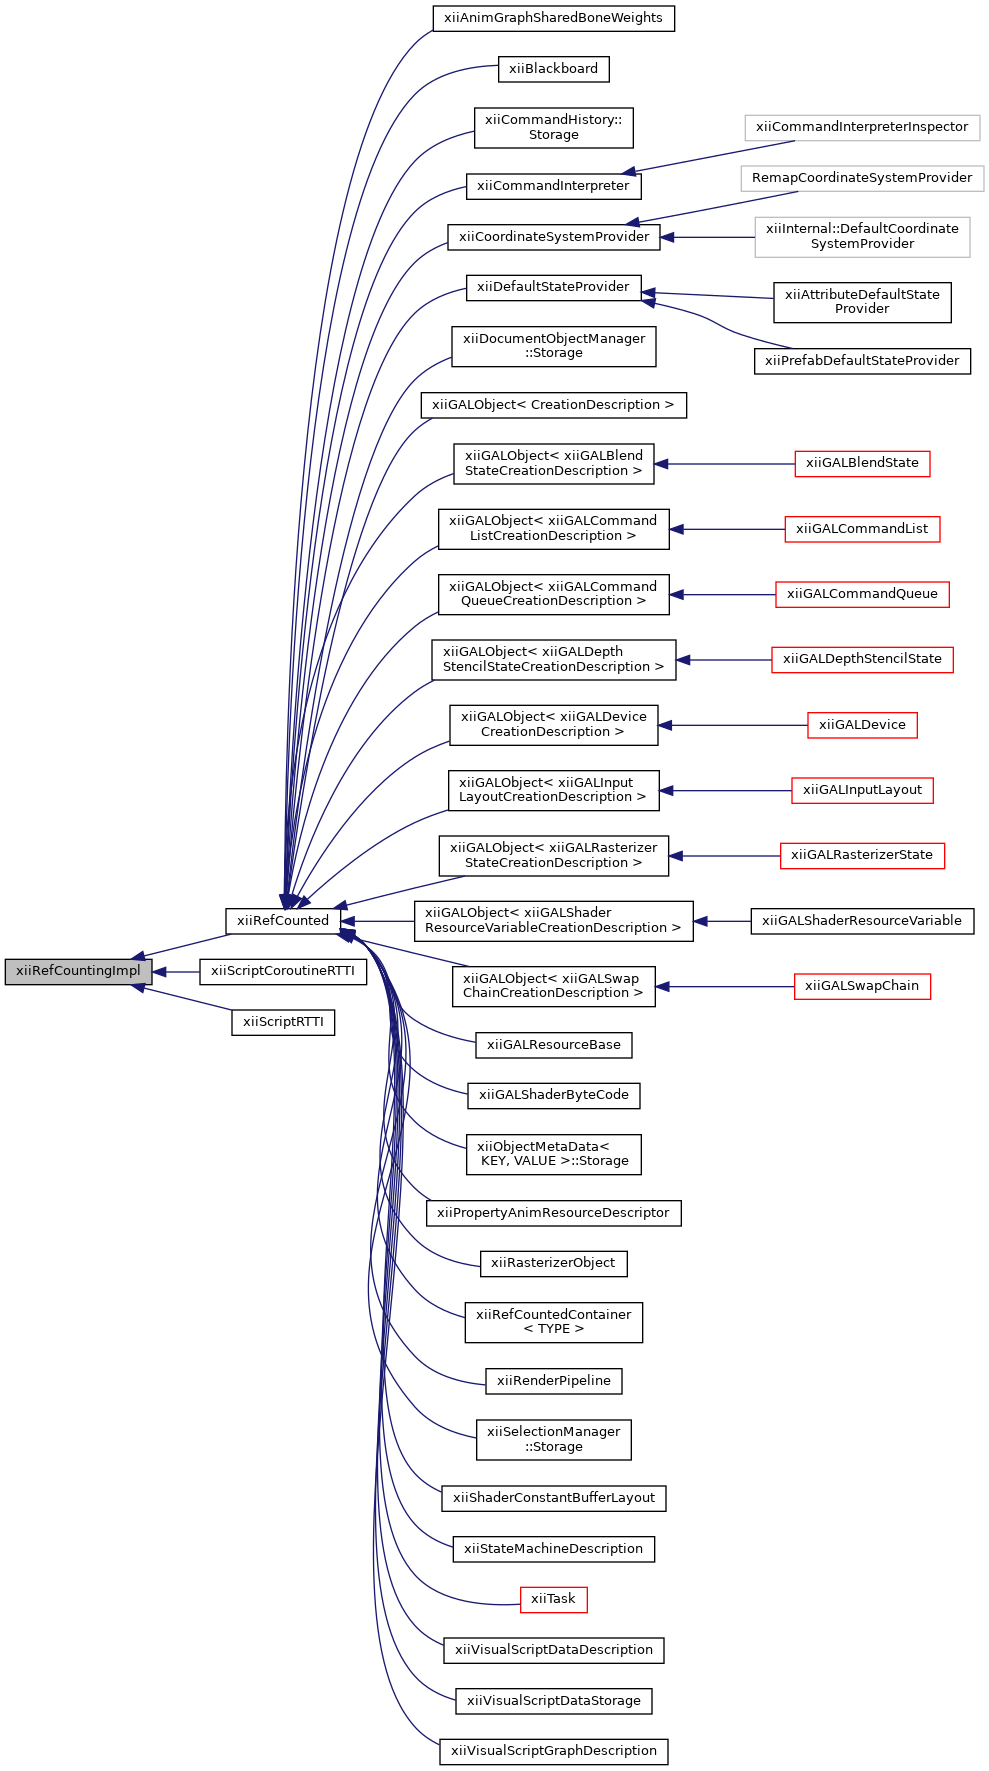 xiiAnimGraphSharedBoneWeights
xiiBlackboard
xiiCommandHistory::
Storage
xiiCommandInterpreterInspector
xiiCommandInterpreter
RemapCoordinateSystemProvider
xiiCoordinateSystemProvider
xiiInternal::DefaultCoordinate
SystemProvider
xiiDefaultStateProvider
xiiAttributeDefaultState
Provider
xiiDocumentObjectManager
::Storage
xiiPrefabDefaultStateProvider
xiiGALObject< CreationDescription >
xiiGALObject< xiiGALBlend
StateCreationDescription >
xiiGALBlendState
xiiGALObject< xiiGALCommand
ListCreationDescription >
xiiGALCommandList
xiiGALObject< xiiGALCommand
QueueCreationDescription >
xiiGALCommandQueue
xiiGALObject< xiiGALDepth
StencilStateCreationDescription >
xiiGALDepthStencilState
xiiGALObject< xiiGALDevice
CreationDescription >
xiiGALDevice
xiiGALObject< xiiGALInput
LayoutCreationDescription >
xiiGALInputLayout
xiiGALObject< xiiGALRasterizer
StateCreationDescription >
xiiGALRasterizerState
xiiRefCounted
xiiGALObject< xiiGALShader
ResourceVariableCreationDescription >
xiiGALShaderResourceVariable
xiiRefCountingImpl
xiiScriptCoroutineRTTI
xiiGALObject< xiiGALSwap
ChainCreationDescription >
xiiGALSwapChain
xiiScriptRTTI
xiiGALResourceBase
xiiGALShaderByteCode
xiiObjectMetaData<
KEY, VALUE >::Storage
xiiPropertyAnimResourceDescriptor
xiiRasterizerObject
xiiRefCountedContainer
< TYPE >
xiiRenderPipeline
xiiSelectionManager
::Storage
xiiShaderConstantBufferLayout
xiiStateMachineDescription
xiiTask
xiiVisualScriptDataDescription
xiiVisualScriptDataStorage
xiiVisualScriptGraphDescription